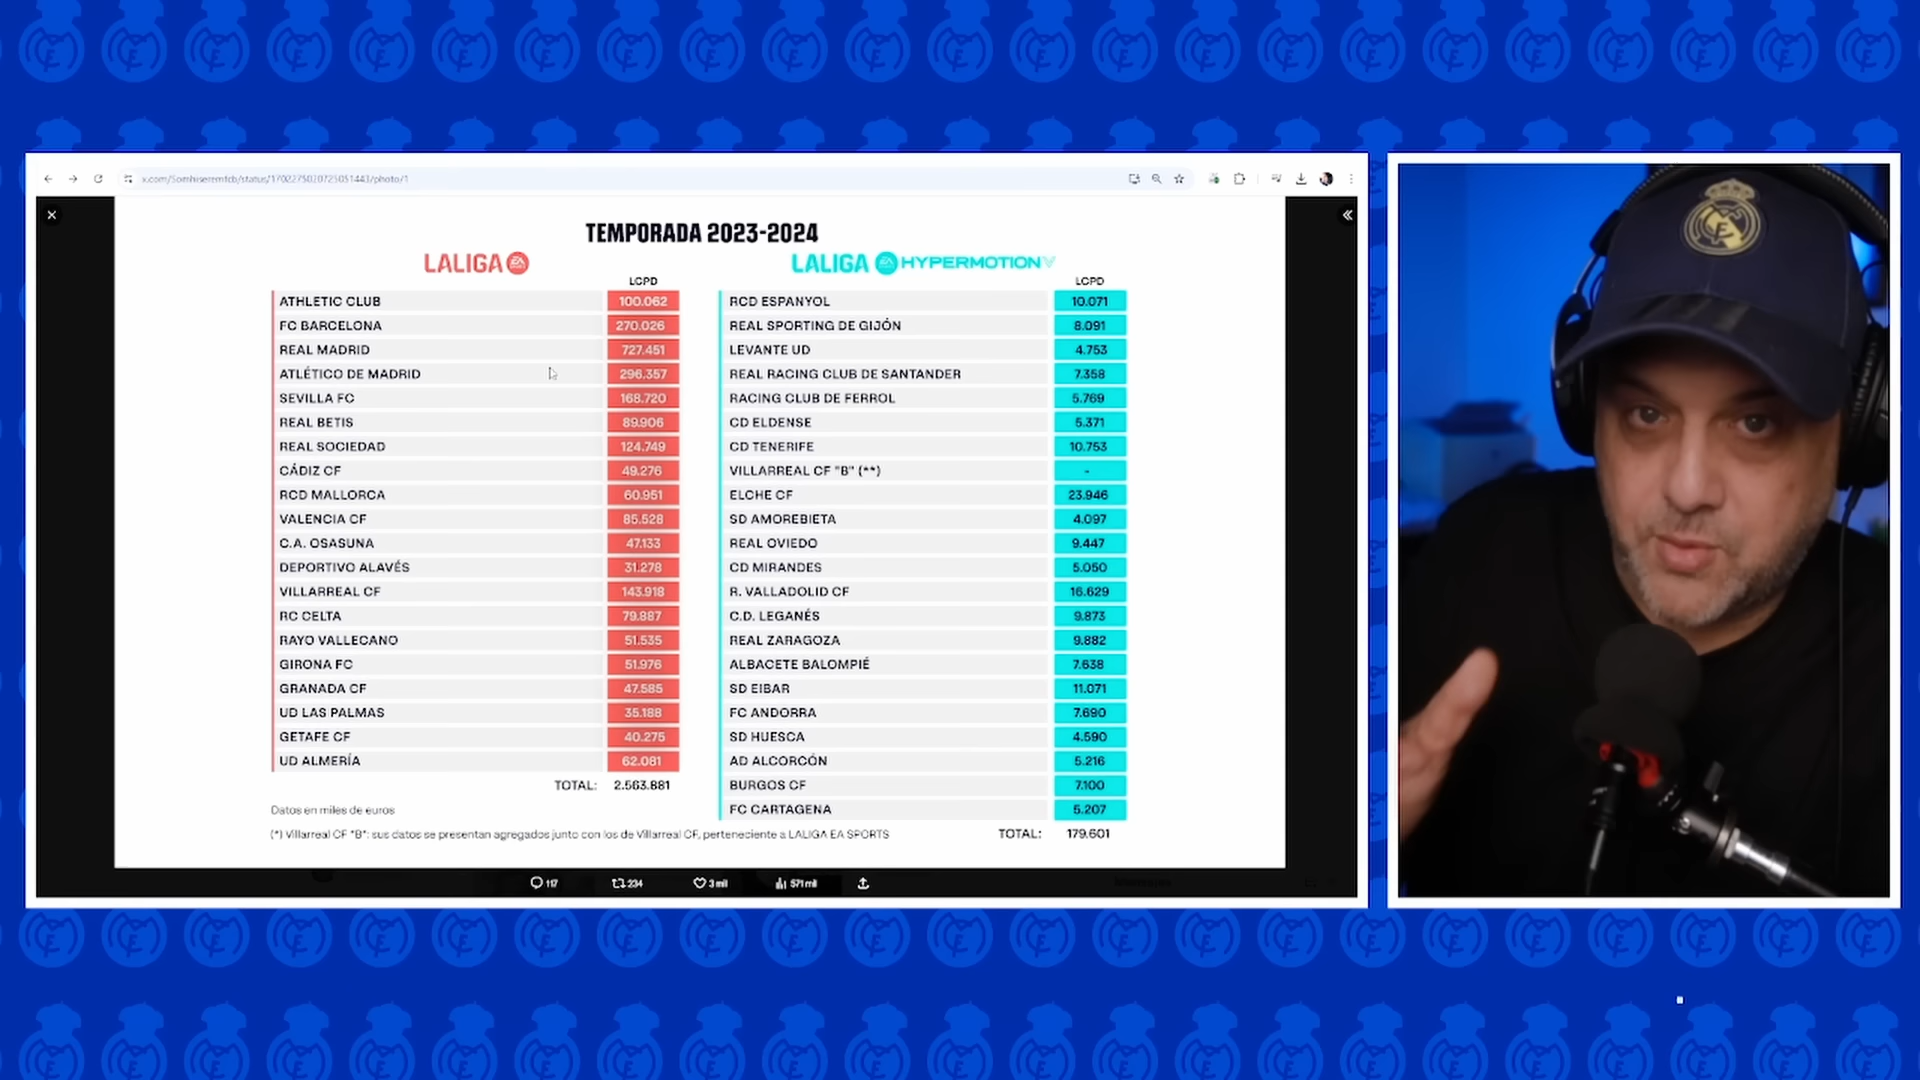 TEMPORADA 2023-2024
LALIGA
LALIGA HYPERMOTION
LCPD
LCPD
ATHLETIC CLUB 100.062
FC BARCELONA 270.026
REAL MADRID 727.451
ATLÉTICO DE MADRID 296.357
SEVILLA FC 168.720
REAL BETIS 89.906
REAL SOCIEDAD 124.749
CÁDIZ CF 49.276
RCD MALLORCA 60.951
VALENCIA CF 85.528
C.A. OSASUNA 47.133
DEPORTIVO ALAVÉS 31.278
VILLARREAL CF 143.918
RC CELTA 79.887
RAYO VALLECANO 51.535
GIRONA FC 51.976
GRANADA CF 47.585
UD LAS PALMAS 35.188
GETAFE CF 40.275
UD ALMERÍA 62.081
TOTAL: 2.563.881
RCD ESPANYOL 10.071
REAL SPORTING DE GIJÓN 8.091
LEVANTE UD 4.753
REAL RACING CLUB DE SANTANDER 7.358
RACING CLUB DE FERROL 5.769
CD ELDENSE 5.371
CD TENERIFE 10.753
VILLARREAL CF "B" (**) -
ELCHE CF 23.946
SD AMOREBIETA 4.097
REAL OVIEDO 9.447
CD MIRANDES 5.050
R. VALLADOLID CF 16.629
C.D. LEGANÉS 9.873
REAL ZARAGOZA 9.882
ALBACETE BALOMPIÉ 7.638
SD EIBAR 11.071
FC ANDORRA 7.690
SD HUESCA 4.590
AD ALCORCÓN 5.216
BURGOS CF 7.100
FC CARTAGENA 5.207
TOTAL: 179.601
Datos en miles de euros
(*) Villarreal CF "B": sus datos se presentan agregados junto con los de Villarreal CF, perteneciente a LALIGA EA SPORTS
117 234 3 mil 571 mil